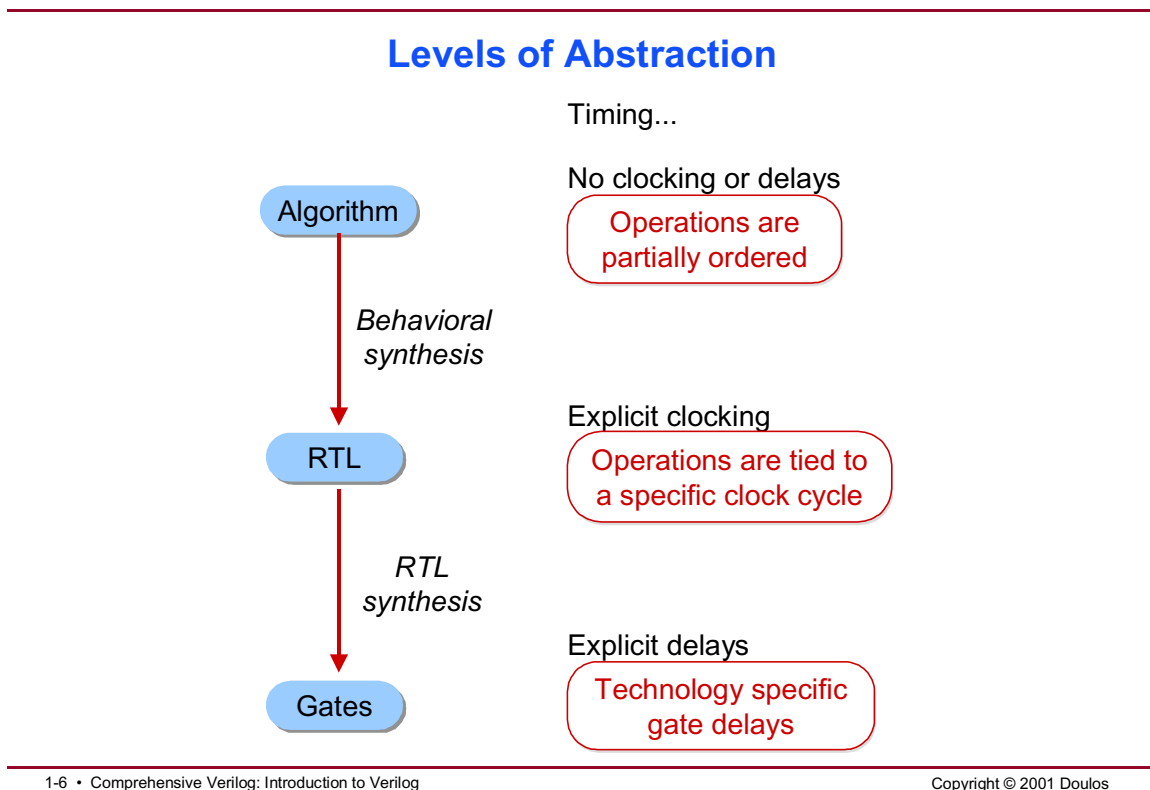 Levels of Abstraction
Timing...
No clocking or delays
Algorithm
Operations are
partially ordered
Behavioral
synthesis
Explicit clocking
RTL
Operations are tied to
a specific clock cycle
RTL
synthesis
Explicit delays
Gates
Technology specific
gate delays
1-6 • Comprehensive Verilog: Introduction to Verilog
Copyright © 2001 Doulos